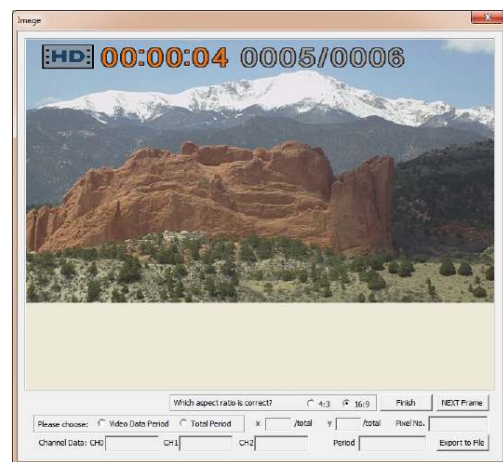 Image
HD 00:00:04 0005/0006
Which aspect ratio is correct? 4:3 16:9 Finish NEXT Frame
Please choose: Video Data Period Total Period X /total Y /total Pixel No.
Channel Data: CH0 CH1 CH2 Period Export to File